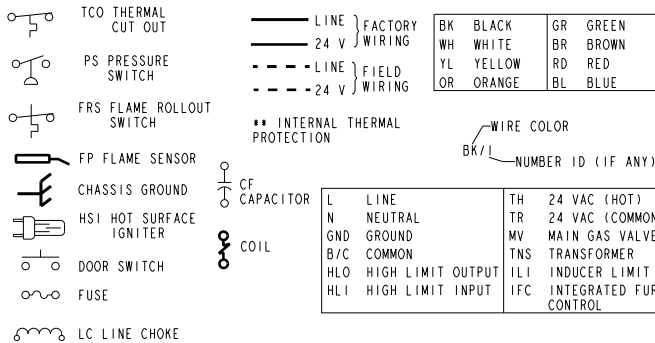 TCO THERMAL
CUT OUT
PS PRESSURE
SWITCH
FRS FLAME ROLLOUT
SWITCH
FP FLAME SENSOR
CHASSIS GROUND
HSI HOT SURFACE
IGNITER
DOOR SWITCH
FUSE
LC LINE CHOKE
LINE
24 V
FACTORY
WIRING
LINE
24 V
FIELD
WIRING
** INTERNAL THERMAL
PROTECTION
CF
CAPACITOR
COIL
BK BLACK GR GREEN
WH WHITE BR BROWN
YL YELLOW RD RED
OR ORANGE BL BLUE
WIRE COLOR
BK/1
NUMBER ID (IF ANY)
L LINE TH 24 VAC (HOT)
N NEUTRAL TR 24 VAC (COMMON
GND GROUND MV MAIN GAS VALVE
B/C COMMON TNS TRANSFORMER
HLO HIGH LIMIT OUTPUT ILI INDUCER LIMIT
HLI HIGH LIMIT INPUT IFC INTEGRATED FUR
CONTROL